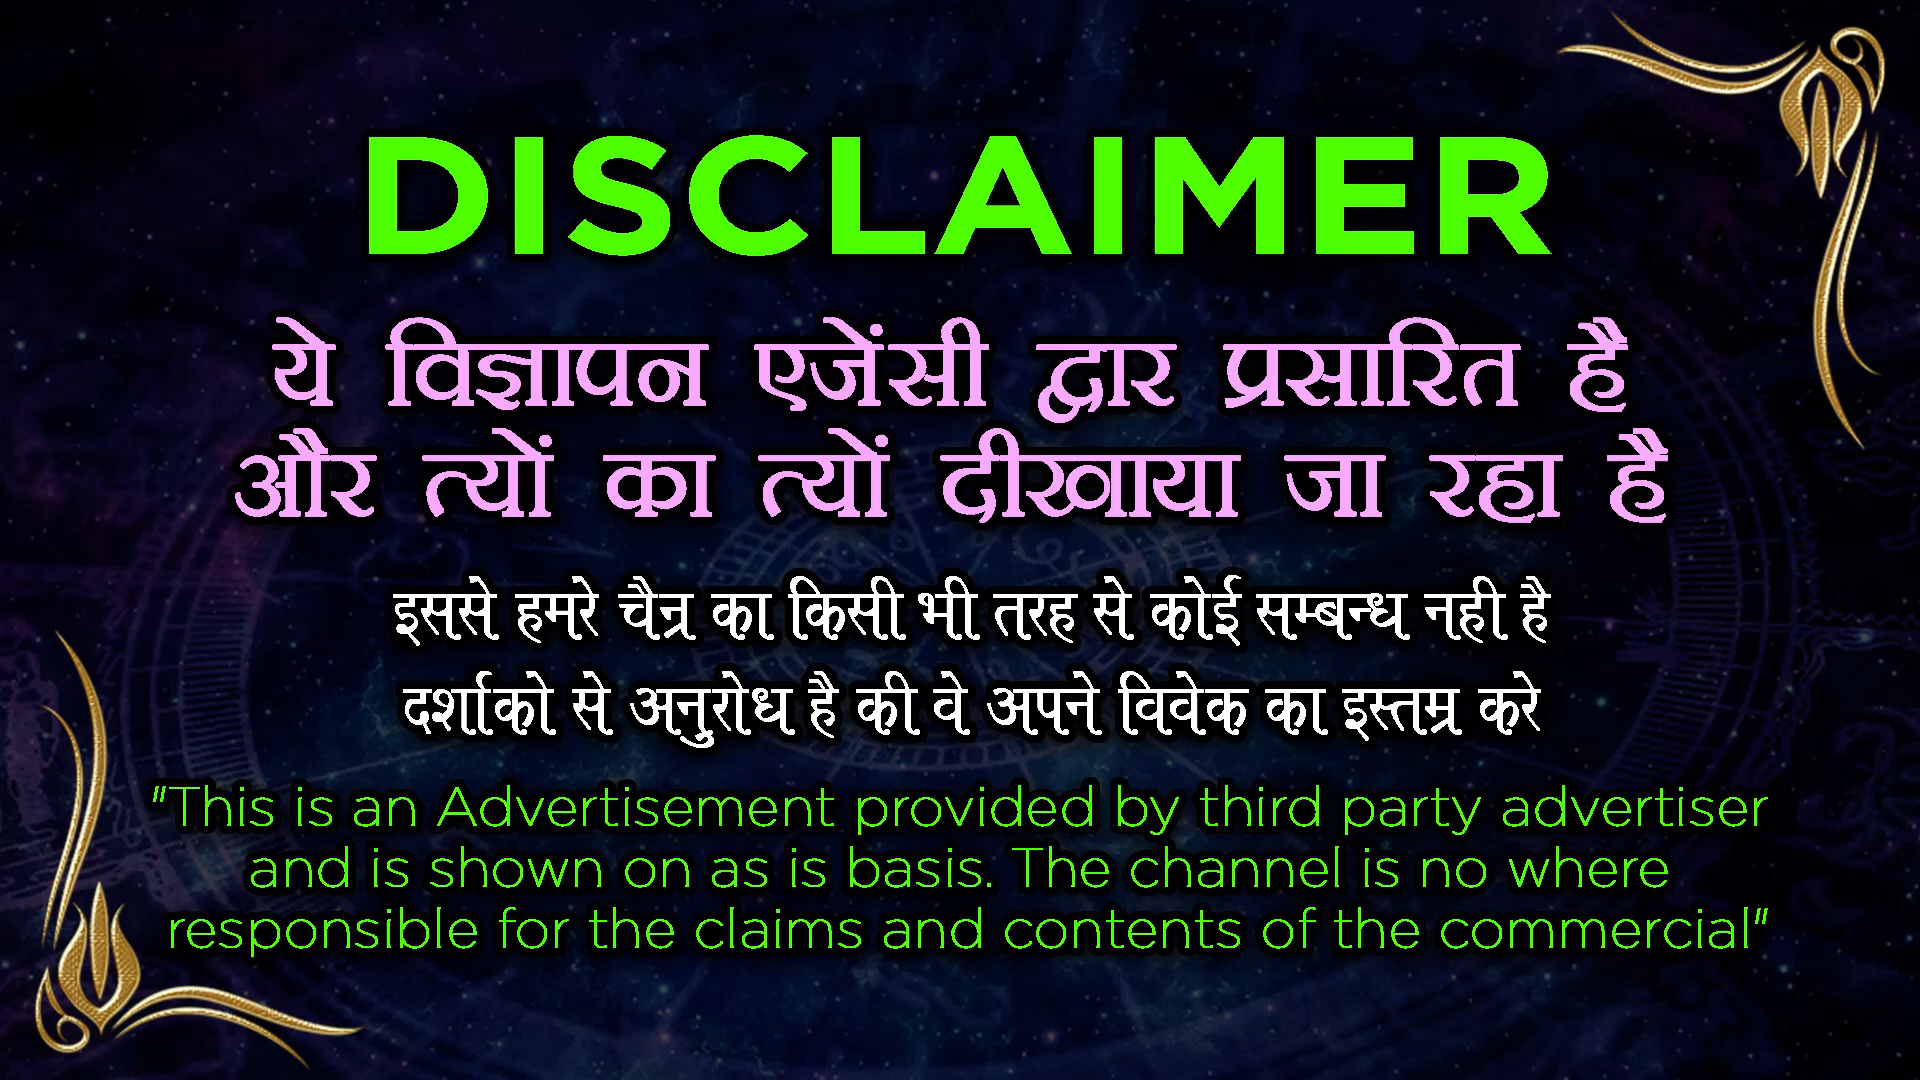 DISCLAIMER
ये विज्ञापन एजेंसी द्वार प्रसारित है
और त्यों का त्यों दीखाया जा रहा है
इससे हमरे चैन्र का किसी भी तरह से कोई सम्बन्ध नही है
दर्शाको से अनुरोध है की वे अपने विवेक का इस्तम्र करे
"This is an Advertisement provided by third party advertiser
and is shown on as is basis. The channel is no where
responsible for the claims and contents of the commercial"